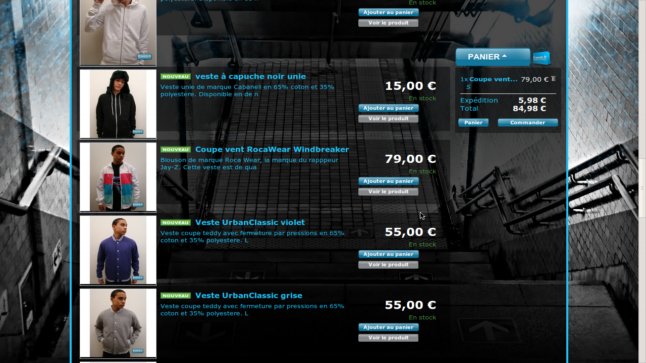 En stock
Ajouter au panier
Voir le produit
PANIER
1x Coupe vent... 79,00 €
S
Expédition 5,98 €
Total 84,98 €
Panier Commander
NOUVEAU veste à capuche noir unie
Veste unie de marque Cabaneli en 65% coton et 35%
polyestere. Disponible en de n
15,00 €
En stock
Ajouter au panier
Voir le produit
NOUVEAU Coupe vent RocaWear Windbreaker
Blouson de marque Roca Wear, la marque du rapppeur
Jay-Z. Cette veste est de qua
79,00 €
En stock
Ajouter au panier
Voir le produit
NOUVEAU Veste UrbanClassic violet
Veste coupe teddy avec fermeture par pressions en 65%
coton et 35% polyestere. L
55,00 €
En stock
Ajouter au panier
Voir le produit
NOUVEAU Veste UrbanClassic grise
Veste coupe teddy avec fermeture par pressions en 65%
coton et 35% polyestere. L
55,00 €
En stock
Ajouter au panier
Voir le produit